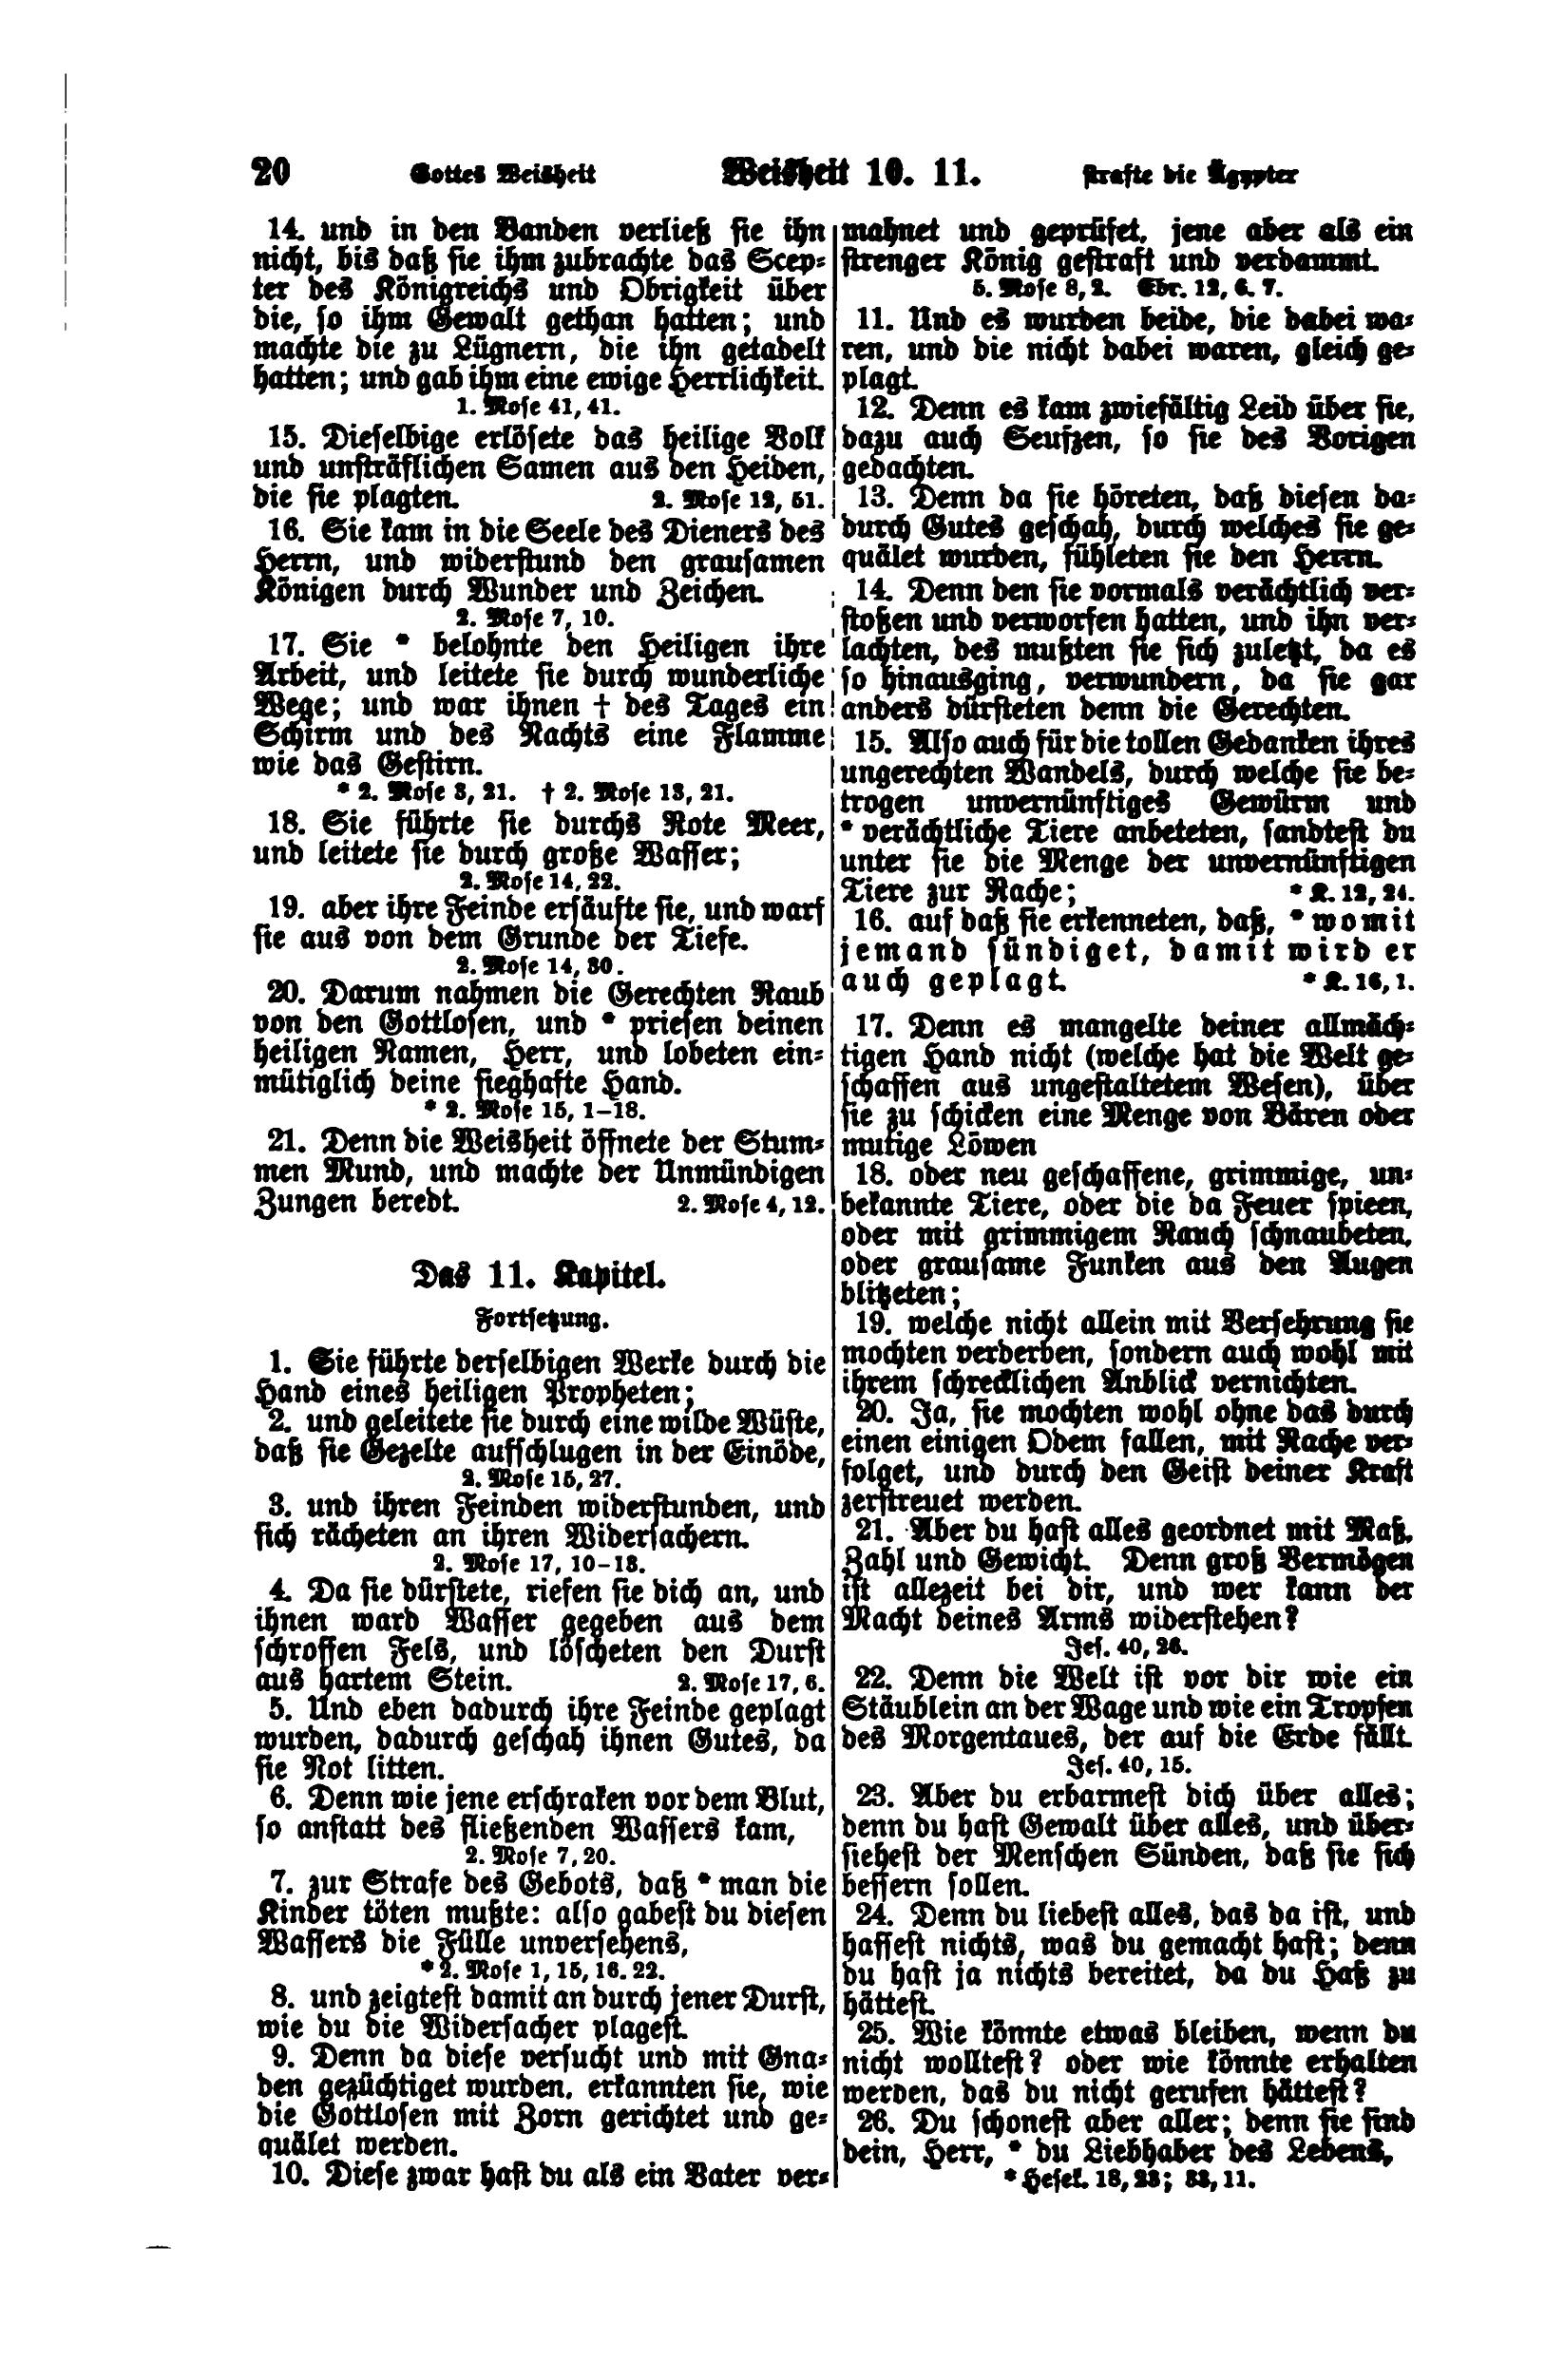 20 Gottes Weisheit Weisheit 10. 11. strafte die Ägypter
14. und in den Banden verließ sie ihn
nicht, bis daß sie ihm zubrachte das Scep-
ter des Königreichs und Obrigkeit über
die, so ihm Gewalt gethan hatten; und
machte die zu Lügnern, die ihn getadelt
hatten; und gab ihm eine ewige Herrlichkeit.
1. Mose 41, 41.
15. Dieselbige erlösete das heilige Volk
und unsträflichen Samen aus den Heiden,
die sie plagten. 2. Mose 12, 51.
16. Sie kam in die Seele des Dieners des
Herrn, und widerstund den grausamen
Königen durch Wunder und Zeichen.
2. Mose 7, 10.
17. Sie * belohnte den Heiligen ihre
Arbeit, und leitete sie durch wunderliche
Wege; und war ihnen † des Tages ein
Schirm und des Nachts eine Flamme
wie das Gestirn.
* 2. Mose 3, 21. † 2. Mose 13, 21.
18. Sie führte sie durchs Rote Meer,
und leitete sie durch große Wasser;
2. Mose 14, 22.
19. aber ihre Feinde ersäufte sie, und warf
sie aus von dem Grunde der Tiefe.
2. Mose 14, 30.
20. Darum nahmen die Gerechten Raub
von den Gottlosen, und * priesen deinen
heiligen Namen, Herr, und lobeten ein-
mütiglich deine sieghafte Hand.
* 2. Mose 15, 1–18.
21. Denn die Weisheit öffnete der Stum-
men Mund, und machte der Unmündigen
Zungen beredt. 2. Mose 4, 12.
Das 11. Kapitel.
Fortsetzung.
1. Sie führte derselbigen Werke durch die
Hand eines heiligen Propheten;
2. und geleitete sie durch eine wilde Wüste,
daß sie Gezelte aufschlugen in der Einöde,
2. Mose 15, 27.
3. und ihren Feinden widerstunden, und
sich rächeten an ihren Widersachern.
2. Mose 17, 10–13.
4. Da sie dürstete, riefen sie dich an, und
ihnen ward Wasser gegeben aus dem
schroffen Fels, und löscheten den Durst
aus hartem Stein. 2. Mose 17, 6.
5. Und eben dadurch ihre Feinde geplagt
wurden, dadurch geschah ihnen Gutes, da
sie Not litten.
6. Denn wie jene erschraken vor dem Blut,
so anstatt des fließenden Wassers kam,
2. Mose 7, 20.
7. zur Strafe des Gebots, daß * man die
Kinder töten mußte: also gabest du diesen
Wassers die Fülle unversehens,
* 2. Mose 1, 15, 16. 22.
8. und zeigtest damit an durch jener Durst,
wie du die Widersacher plagest.
9. Denn da diese versucht und mit Gna-
den gezüchtiget wurden, erkannten sie, wie
die Gottlosen mit Zorn gerichtet und ge-
quälet werden.
10. Diese zwar hast du als ein Vater ver-
mahnet und geprüfet, jene aber als ein
strenger König gestraft und verdammt.
5. Mose 8, 2. Ebr. 12, 6. 7.
11. Und es wurden beide, die dabei wa-
ren, und die nicht dabei waren, gleich ge-
plagt.
12. Denn es kam zwiefältig Leid über sie,
dazu auch Seufzen, so sie des Vorigen
gedachten.
13. Denn da sie höreten, daß diesen da-
durch Gutes geschah, durch welches sie ge-
quälet wurden, fühleten sie den Herrn.
14. Denn den sie vormals verächtlich ver-
stoßen und verworfen hatten, und ihn ver-
lachten, des mußten sie sich zuletzt, da es
so hinausging, verwundern, da sie gar
anders dürsteten denn die Gerechten.
15. Also auch für die tollen Gedanken ihres
ungerechten Wandels, durch welche sie be-
trogen unvernünftiges Gewürm und
* verächtliche Tiere anbeteten, sandtest du
unter sie die Menge der unvernünftigen
Tiere zur Rache; * K. 12, 24.
16. auf daß sie erkenneten, daß, * womit
jemand sündiget, damit wird er
auch geplagt. * K. 16, 1.
17. Denn es mangelte deiner allmäch-
tigen Hand nicht (welche hat die Welt ge-
schaffen aus ungestaltetem Wesen), über
sie zu schicken eine Menge von Bären oder
mutige Löwen
18. oder neu geschaffene, grimmige, un-
bekannte Tiere, oder die da Feuer spieen,
oder mit grimmigem Rauch schnaubeten,
oder grausame Funken aus den Augen
blitzeten;
19. welche nicht allein mit Versehrung sie
mochten verderben, sondern auch wohl mit
ihrem schrecklichen Anblick vernichten.
20. Ja, sie mochten wohl ohne das durch
einen einigen Odem fallen, mit Rache ver-
folget, und durch den Geist deiner Kraft
zerstreuet werden.
21. Aber du hast alles geordnet mit Maß,
Zahl und Gewicht. Denn groß Vermögen
ist allezeit bei dir, und wer kann der
Macht deines Arms widerstehen?
Jes. 40, 26.
22. Denn die Welt ist vor dir wie ein
Stäublein an der Wage und wie ein Tropfen
des Morgentaues, der auf die Erde fällt.
Jes. 40, 15.
23. Aber du erbarmest dich über alles;
denn du hast Gewalt über alles, und über-
siehest der Menschen Sünden, daß sie sich
bessern sollen.
24. Denn du liebest alles, das da ist, und
hassest nichts, was du gemacht hast; denn
du hast ja nichts bereitet, da du Haß zu
hättest.
25. Wie könnte etwas bleiben, wenn du
nicht wolltest? oder wie könnte erhalten
werden, das du nicht gerufen hättest?
26. Du schonest aber aller; denn sie sind
dein, Herr, * du Liebhaber des Lebens,
* Hesek. 18, 23; 33, 11.